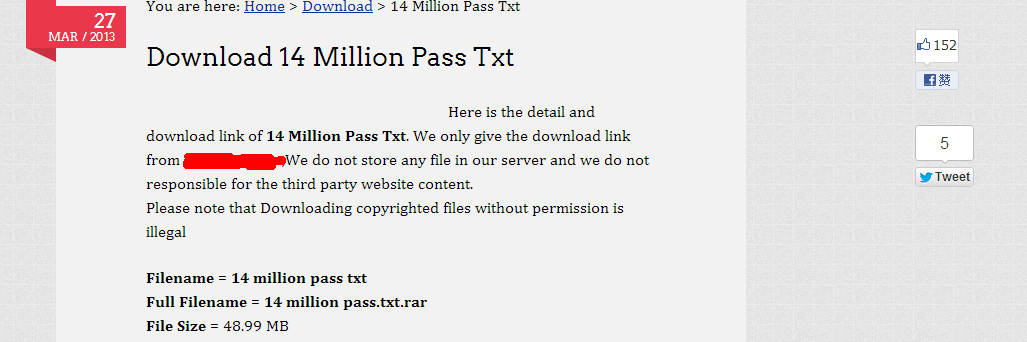 You are here: Home > Download > 14 Million Pass Txt
27
MAR / 2013
Download 14 Million Pass Txt
152
赞
Here is the detail and
download link of 14 Million Pass Txt. We only give the download link
from We do not store any file in our server and we do not
responsible for the third party website content.
Please note that Downloading copyrighted files without permission is
illegal
5
Tweet
Filename = 14 million pass txt
Full Filename = 14 million pass.txt.rar
File Size = 48.99 MB